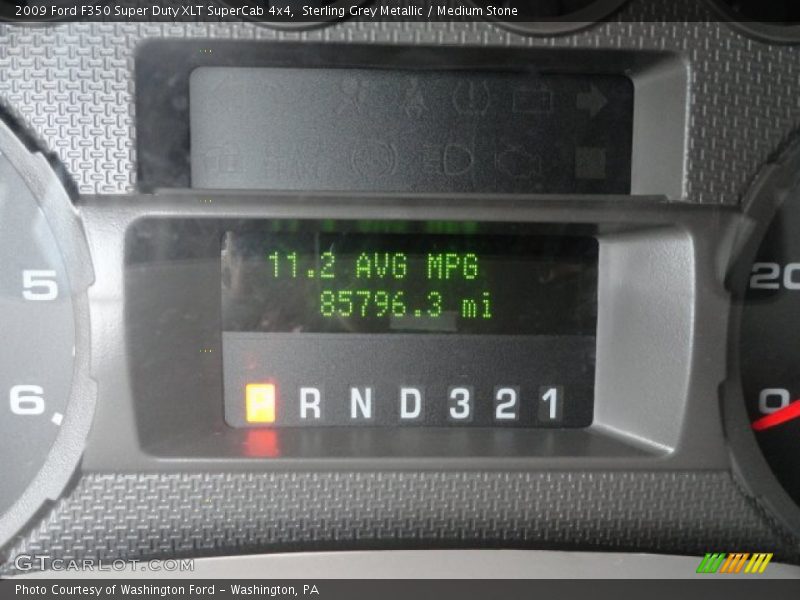 2009 Ford F350 Super Duty XLT SuperCab 4x4,  Sterling Grey Metallic / Medium Stone
11.2 AVG MPG
85796.3 mi
5
20
P R N D 3 2 1
6
0
GTCARLOT.COM
Photo Courtesy of Washington Ford – Washington, PA